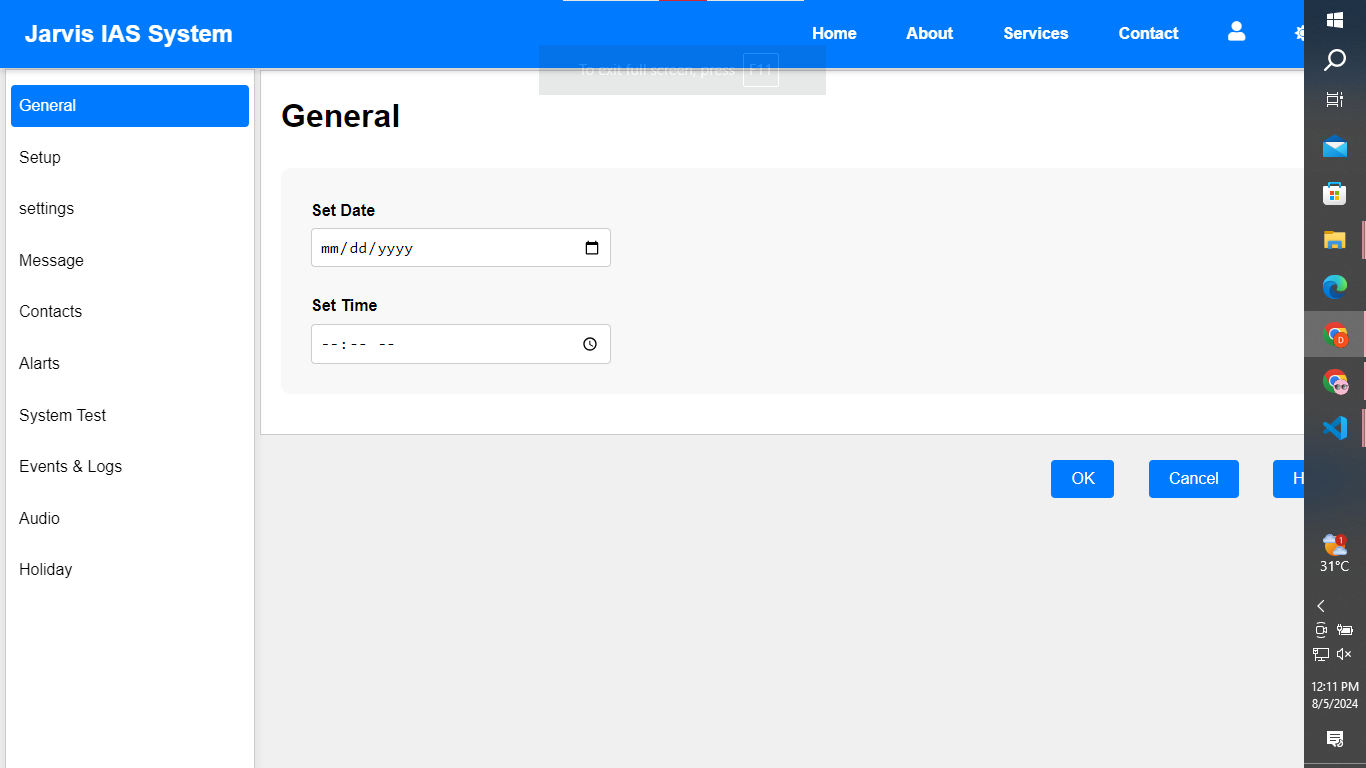 Jarvis IAS System
Home
About
Services
Contact
To exit full screen, press F11
General
Setup
settings
Message
Contacts
Alarts
System Test
Events & Logs
Audio
Holiday
General
Set Date
mm/dd/yyyy
Set Time
--:-- --
OK
Cancel
H
D
1
31°C
12:11 PM
8/5/2024